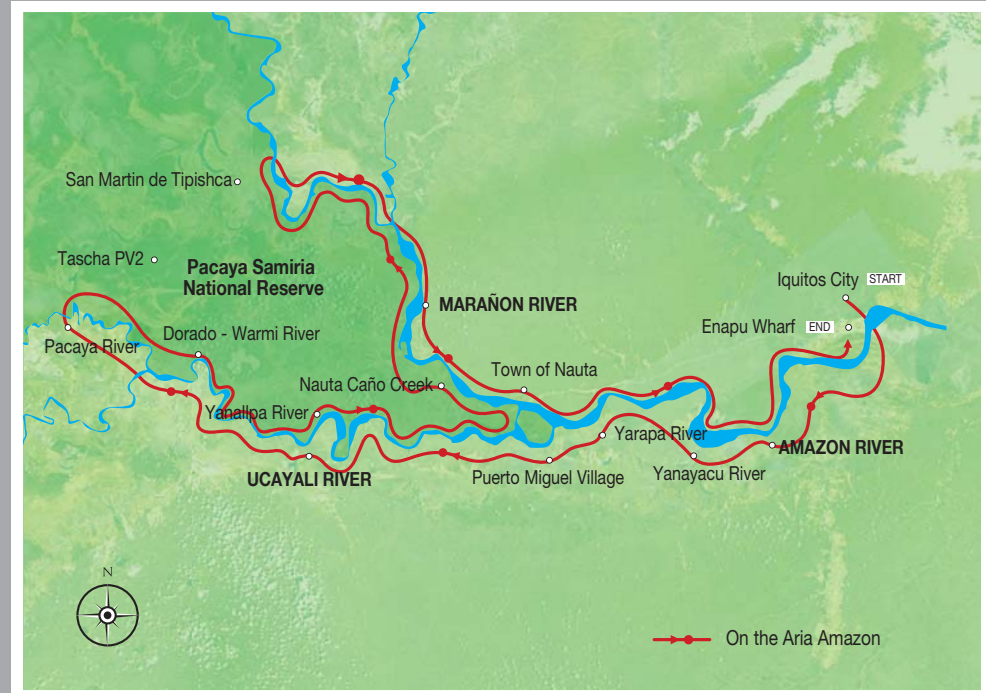 San Martin de Tipishca
Tascha PV2
Pacaya Samiria
National Reserve
Iquitos City START
MARAÑON RIVER
Enapu Wharf END
Dorado - Warmi River
Pacaya River
Town of Nauta
Nauta Caño Creek
Yanallpa River
Yarapa River
AMAZON RIVER
UCAYALI RIVER
Puerto Miguel Village
Yanayacu River
N
On the Aria Amazon